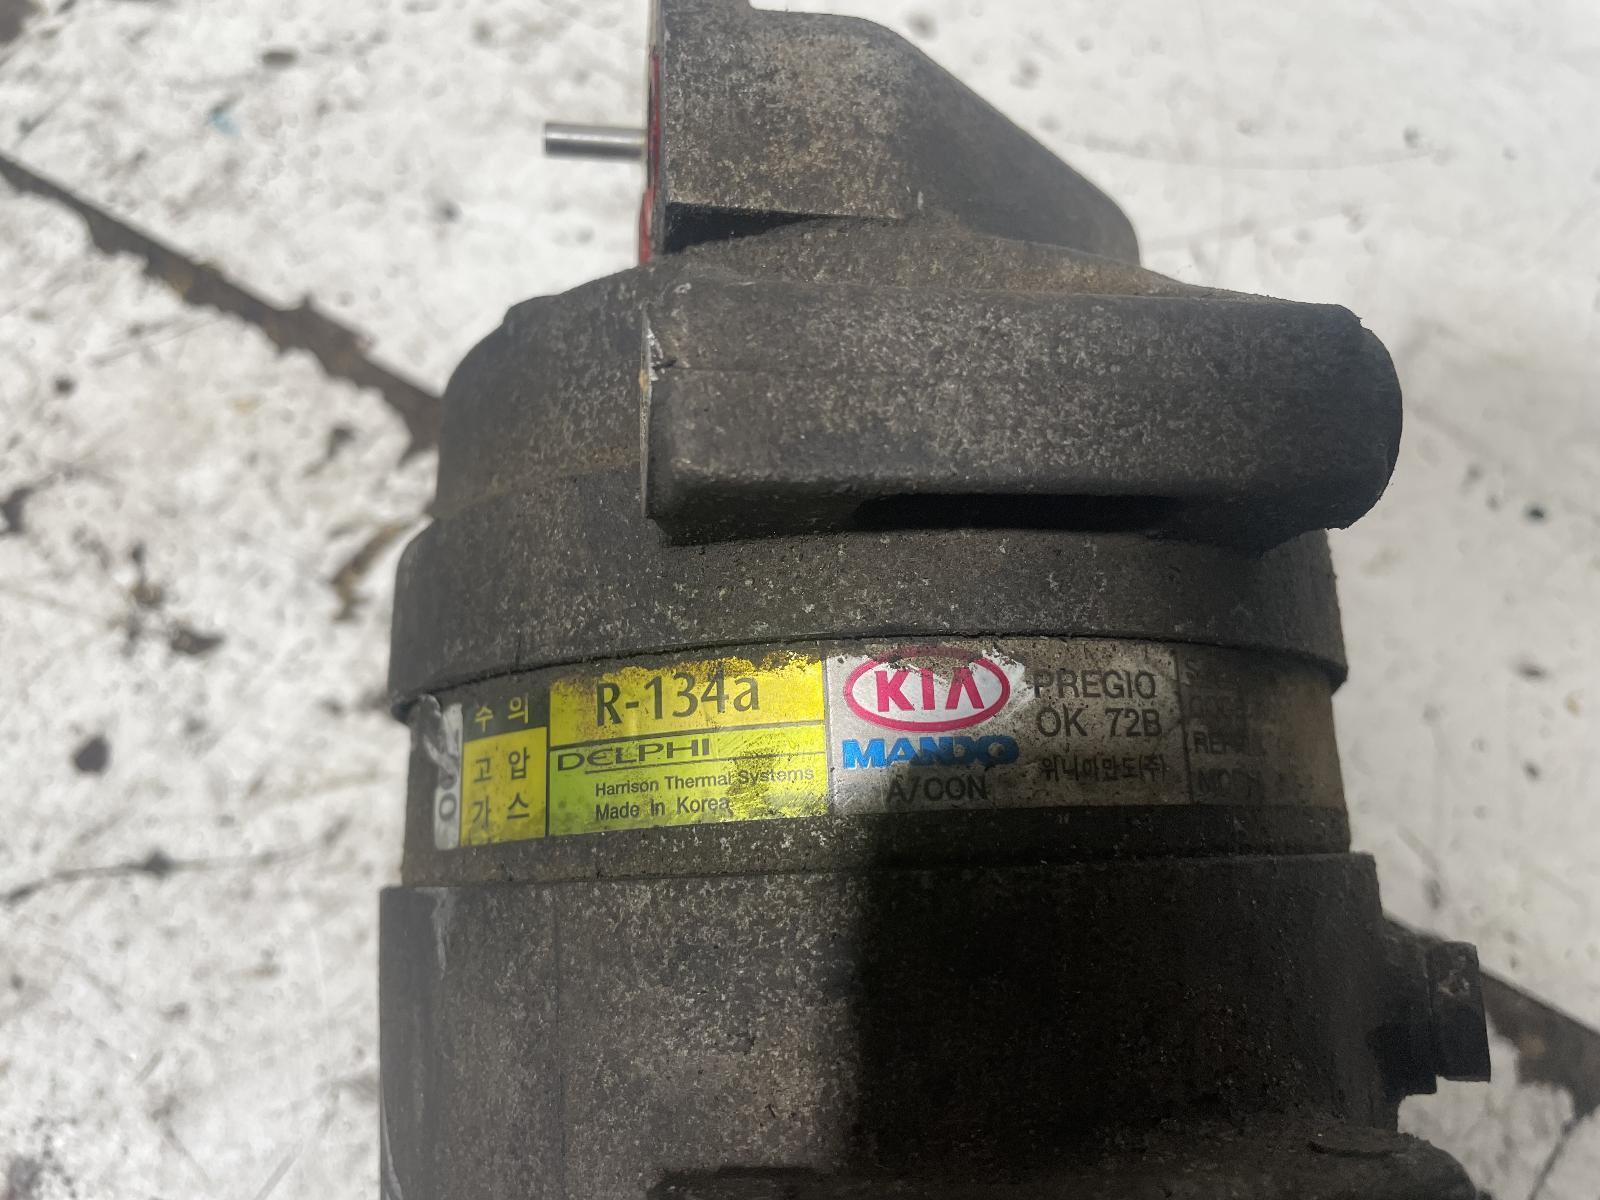 수의
고압
가스
R-134a
DELPHI
Harrison Thermal Systems
Made in Korea
KIA
MANDO
A/CON
PREGIO
OK 72B
위니아만도(주)